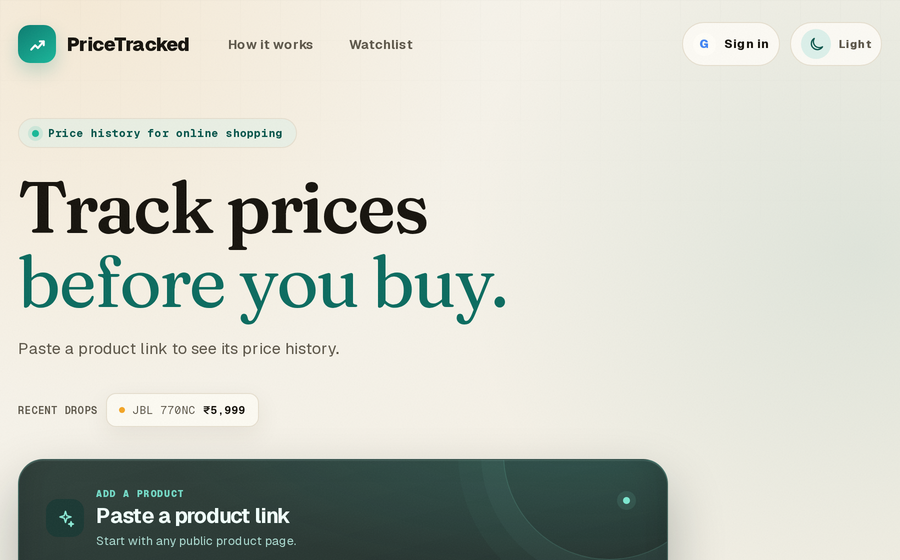 PriceTracked
How it works
Watchlist
G Sign in
Light
Price history for online shopping
Track prices
before you buy.
Paste a product link to see its price history.
RECENT DROPS
JBL 770NC ₹5,999
ADD A PRODUCT
Paste a product link
Start with any public product page.